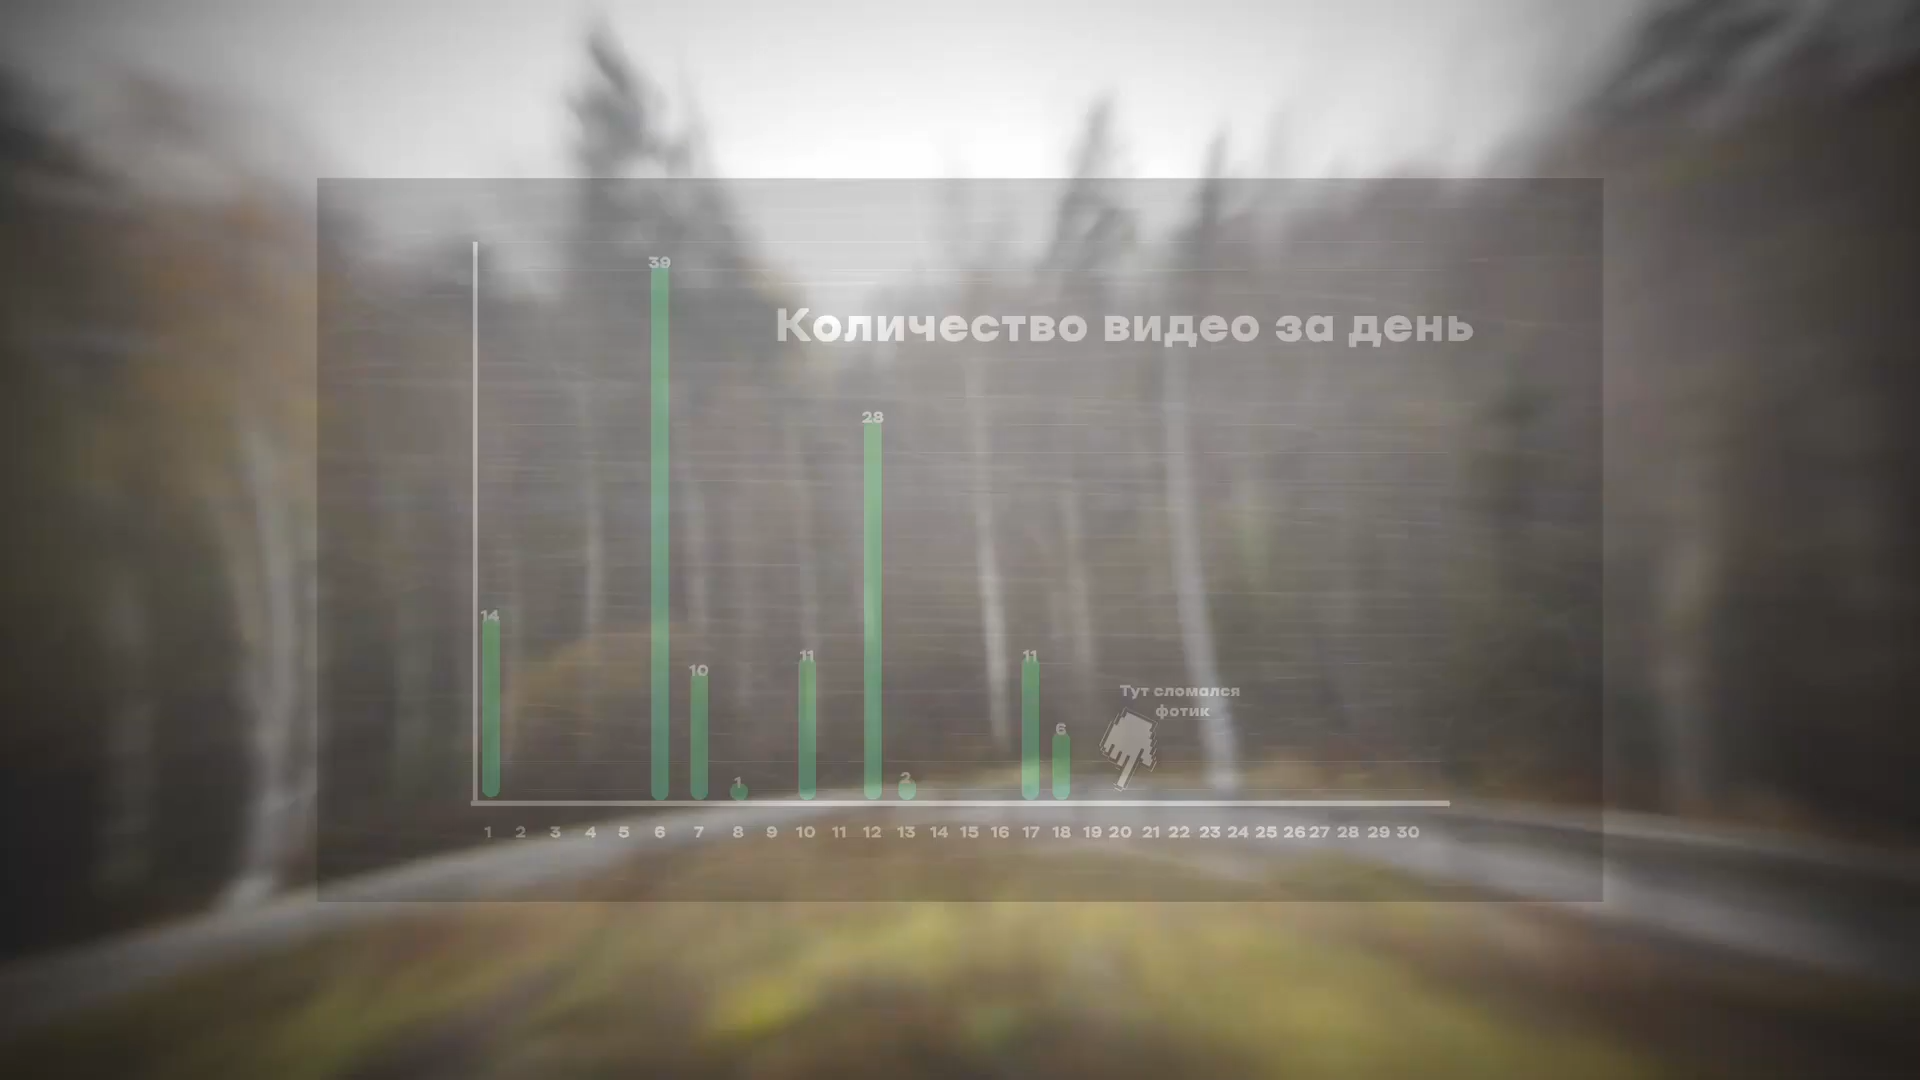 39
Количество видео за день
28
14
11
11
10
Тут сломался
фотик
6
2
1
1 2 3 4 5 6 7 8 9 10 11 12 13 14 15 16 17 18 19 20 21 22 23 24 25 26 27 28 29 30